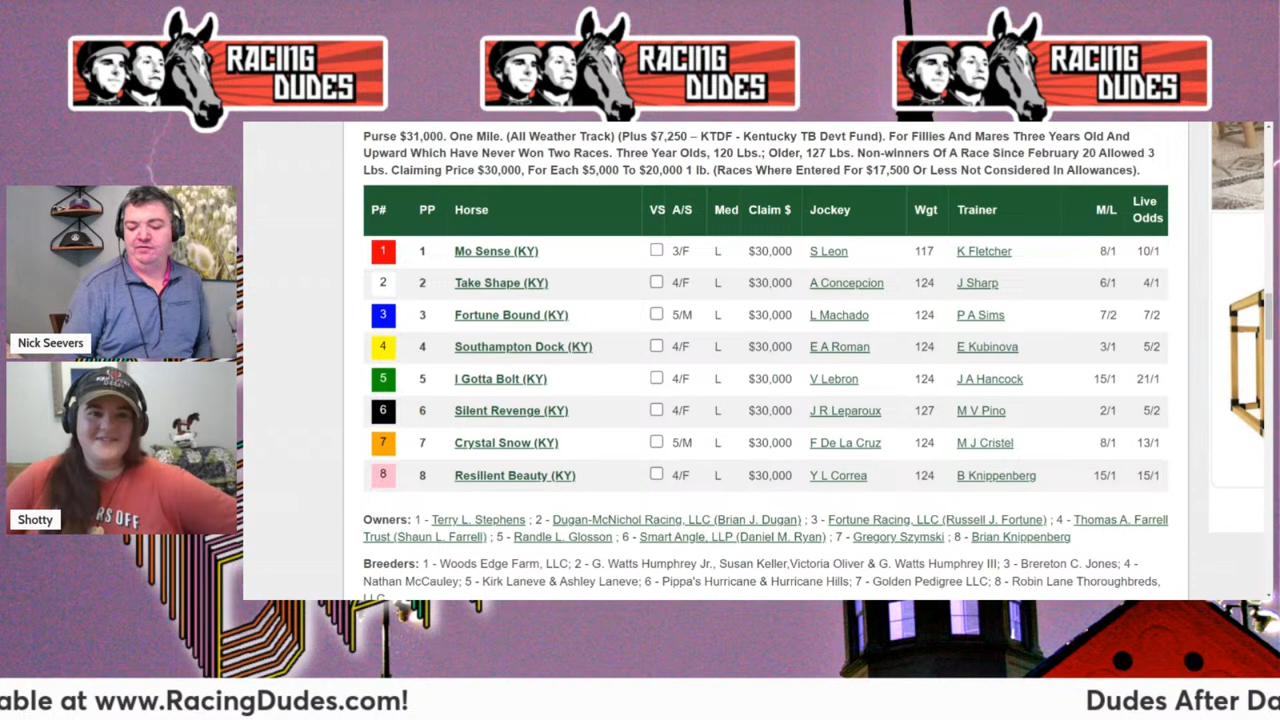 RACING
DUDES
RACING
DUDES
RACING
DUDES
Purse $31,000. One Mile. (All Weather Track) (Plus $7,250 – KTDF - Kentucky TB Devt Fund). For Fillies And Mares Three Years Old And
Upward Which Have Never Won Two Races. Three Year Olds, 120 Lbs.; Older, 127 Lbs. Non-winners Of A Race Since February 20 Allowed 3
Lbs. Claiming Price $30,000, For Each $5,000 To $20,000 1 lb. (Races Where Entered For $17,500 Or Less Not Considered In Allowances).
P# PP Horse VS A/S Med Claim $ Jockey Wgt Trainer M/L Live Odds
1 1 Mo Sense (KY) 3/F L $30,000 S Leon 117 K Fletcher 8/1 10/1
2 2 Take Shape (KY) 4/F L $30,000 A Concepcion 124 J Sharp 6/1 4/1
3 3 Fortune Bound (KY) 5/M L $30,000 L Machado 124 P A Sims 7/2 7/2
4 4 Southampton Dock (KY) 4/F L $30,000 E A Roman 124 E Kubinova 3/1 5/2
5 5 I Gotta Bolt (KY) 4/F L $30,000 V Lebron 124 J A Hancock 15/1 21/1
6 6 Silent Revenge (KY) 4/F L $30,000 J R Leparoux 127 M V Pino 2/1 5/2
7 7 Crystal Snow (KY) 5/M L $30,000 F De La Cruz 124 M J Cristel 8/1 13/1
8 8 Resilient Beauty (KY) 4/F L $30,000 Y L Correa 124 B Knippenberg 15/1 15/1
Owners: 1 - Terry L. Stephens ; 2 - Dugan-McNichol Racing, LLC (Brian J. Dugan) ; 3 - Fortune Racing, LLC (Russell J. Fortune) ; 4 - Thomas A. Farrell
Trust (Shaun L. Farrell) ; 5 - Randle L. Glosson ; 6 - Smart Angle, LLP (Daniel M. Ryan) ; 7 - Gregory Szymski ; 8 - Brian Knippenberg
Breeders: 1 - Woods Edge Farm, LLC; 2 - G. Watts Humphrey Jr., Susan Keller,Victoria Oliver & G. Watts Humphrey III; 3 - Brereton C. Jones; 4 -
Nathan McCauley; 5 - Kirk Laneve & Ashley Laneve; 6 - Pippa's Hurricane & Hurricane Hills; 7 - Golden Pedigree LLC; 8 - Robin Lane Thoroughbreds,
LLC
Nick Seevers
RS OFF
Shotty
able at www.RacingDudes.com!
Dudes After Da